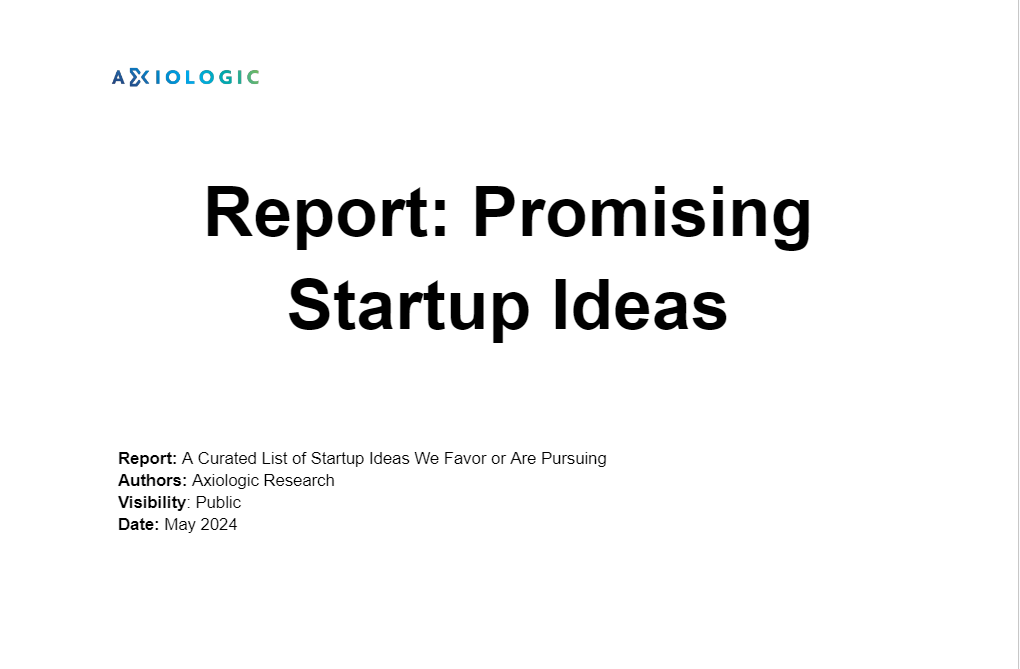 AXIOLOGIC
Report: Promising
Startup Ideas
Report: A Curated List of Startup Ideas We Favor or Are Pursuing
Authors: Axiologic Research
Visibility: Public
Date: May 2024